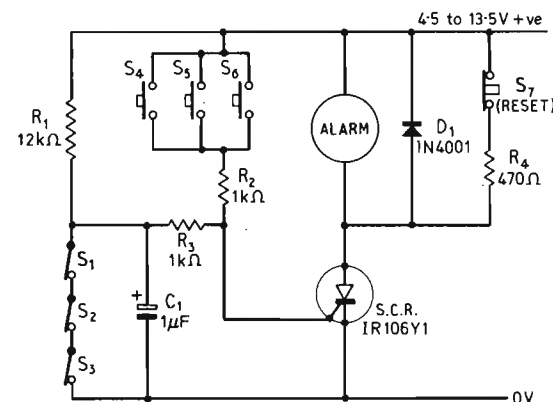 4·5 to 13·5V +ve
S4
S5
S6
S7
(RESET)
R1
12kΩ
ALARM
D1
1N4001
R4
470Ω
R2
1kΩ
R3
1kΩ
S1
S2
S3
+
C1
1μF
S.C.R.
IR106Y1
0V